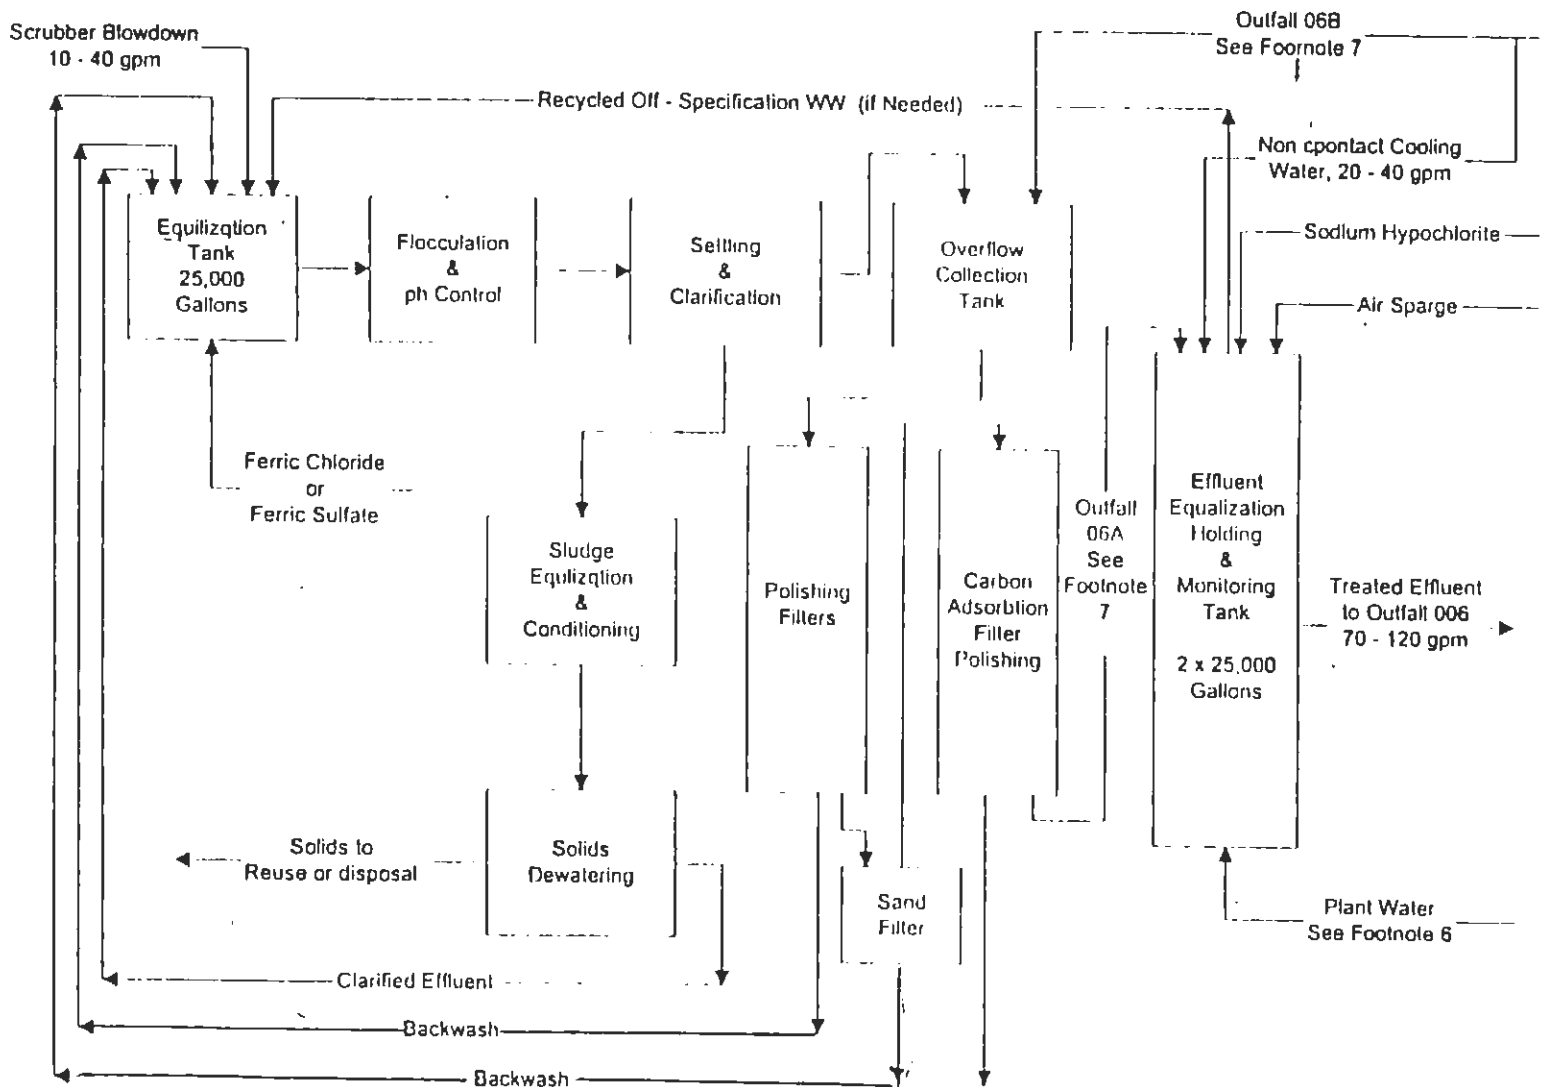 Outfall 06B
See Foornote 7
Scrubber Blowdown
10 - 40 gpm
Recycled Off - Specification WW (if Needed)
Non cpontact Cooling
Water, 20 - 40 gpm
Equilizqtion
Tank
25,000
Gallons
Flocculation
&
ph Control
Settling
&
Clarification
Overflow
Collection
Tank
Sodium Hypochlorite
Air Sparge
Ferric Chloride
or
Ferric Sulfate
Sludge
Equlizqtion
&
Conditioning
Polishing
Filters
Carbon
Adsorbtion
Filter
Polishing
Outfall
06A
See
Footnote
7
Effluent
Equalization
Holding
&
Monitoring
Tank
2 x 25,000
Gallons
Treated Effluent
to Outfall 006
70 - 120 gpm
Solids to
Reuse or disposal
Solids
Dewatering
Sand
Filter
Plant Water
See Footnote 6
Clarified Effluent
Backwash
Backwash